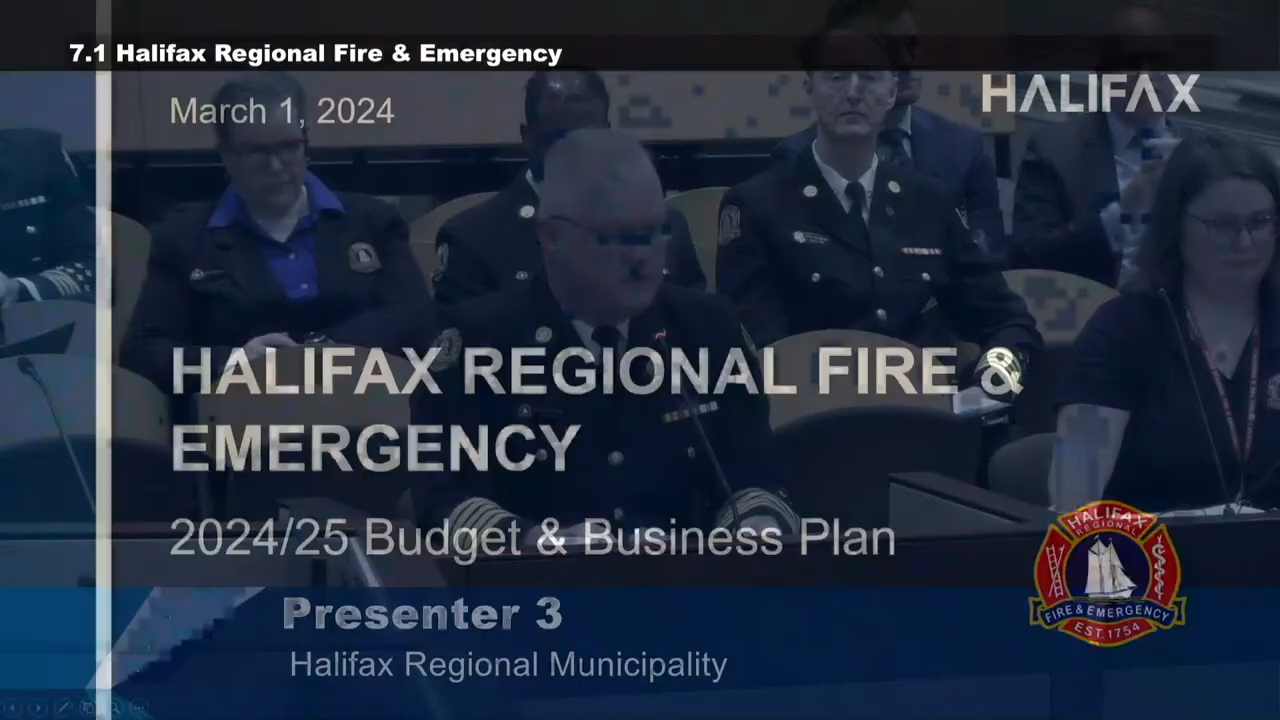 7.1 Halifax Regional Fire & Emergency
March 1, 2024
HALIFAX
HALIFAX REGIONAL FIRE &
EMERGENCY
2024/25 Budget & Business Plan
HALIFAX
REGIONAL
FIRE & EMERGENCY
EST. 1754
Presenter 3
Halifax Regional Municipality